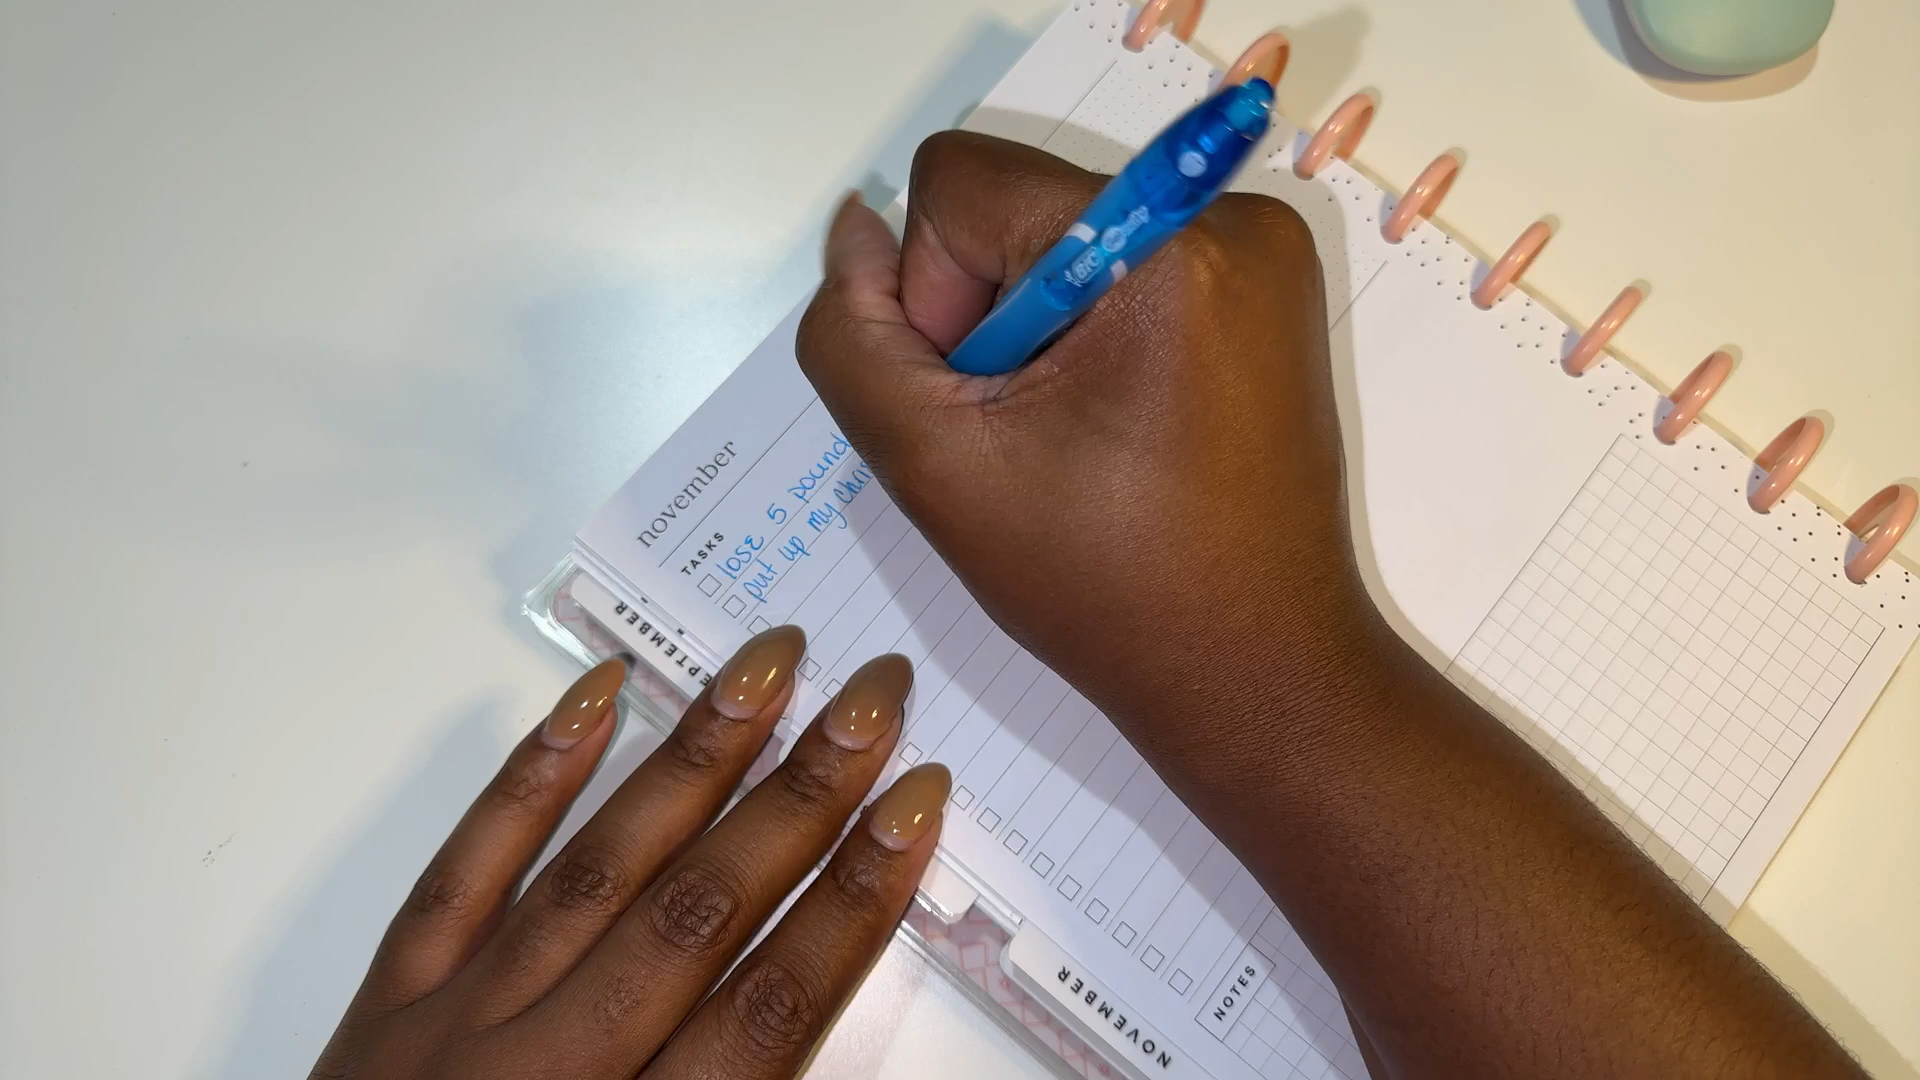 november
TASKS
lose 5 pound
put up my
SEPTEMBER
NOVEMBER
NOTES
BIC